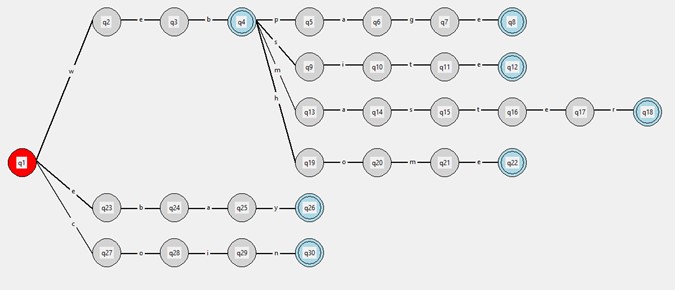 q2 e q3 b q4 p q5 a q6 g q7 e q8
s q9 i q10 t q11 e q12
w
m q13 a q14 s q15 t q16 e q17 r q18
h
q1 q19 o q20 m q21 e q22
e q23 b q24 a q25 y q26
c q27 o q28 i q29 n q30